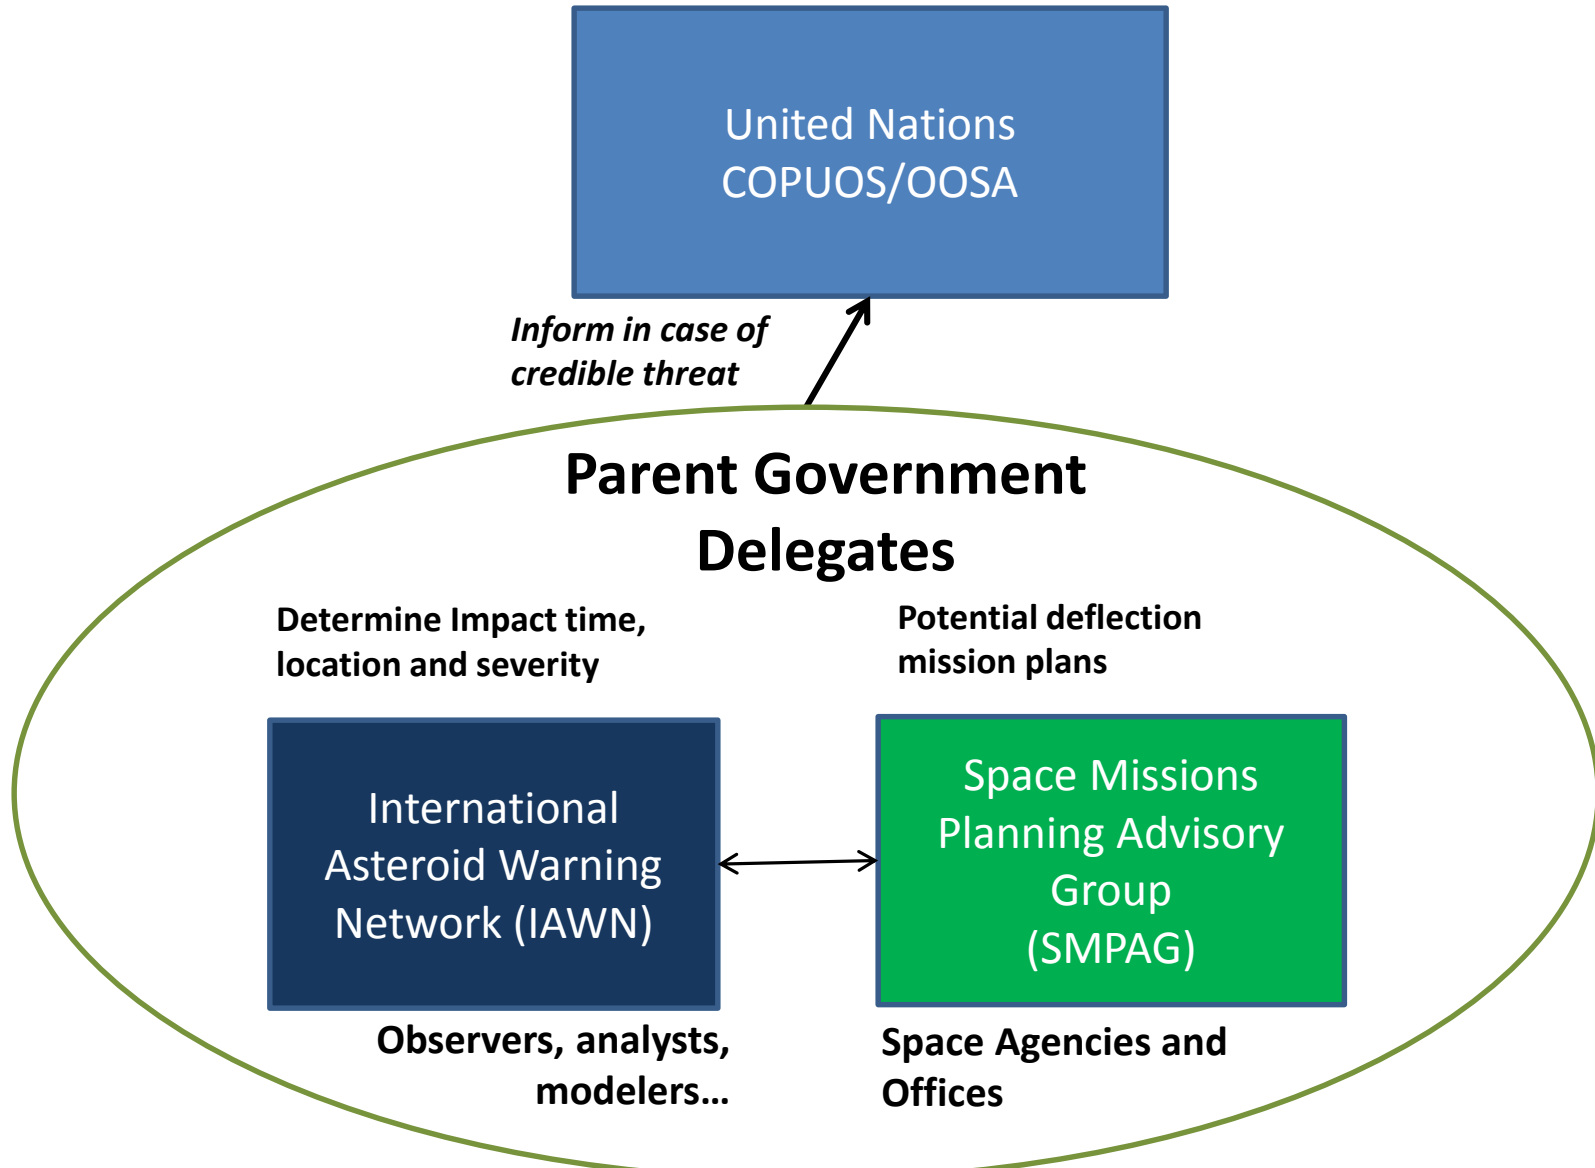 United Nations
COPUOS/OOSA
Inform in case of
credible threat
Parent Government
Delegates
Determine Impact time,
location and severity
Potential deflection
mission plans
International
Asteroid Warning
Network (IAWN)
Space Missions
Planning Advisory
Group
(SMPAG)
Observers, analysts,
modelers…
Space Agencies and
Offices